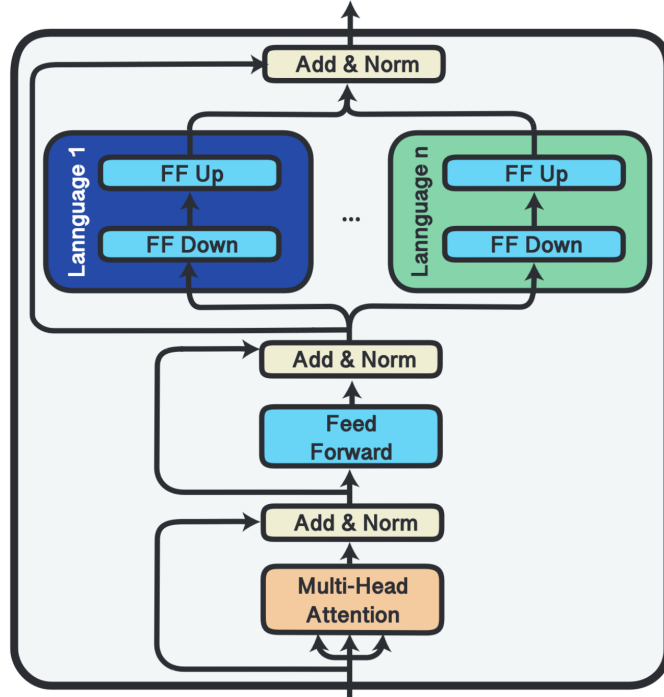 Add & Norm
Lannguage 1
FF Up
FF Down
...
Lannguage n
FF Up
FF Down
Add & Norm
Feed
Forward
Add & Norm
Multi-Head
Attention